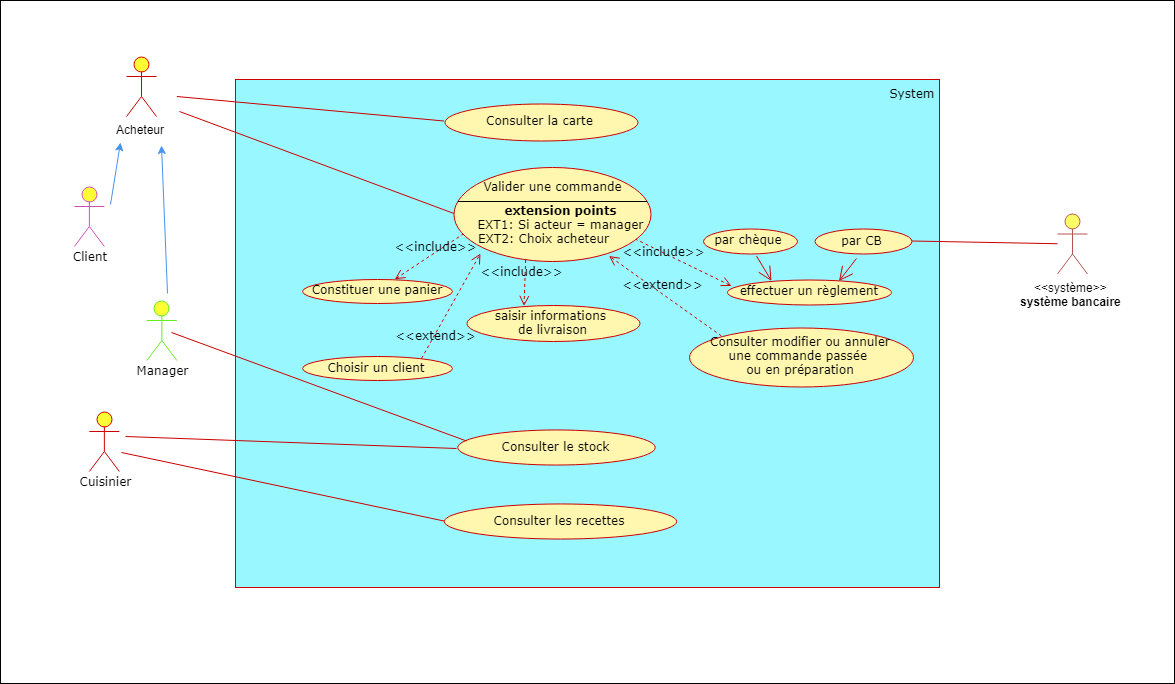 System
Acheteur
Consulter la carte
Valider une commande
extension points
EXT1: Si acteur = manager
EXT2: Choix acheteur
Client
<<include>>
<<include>>
<<include>>
par chèque
par CB
<<système>>
système bancaire
Constituer une panier
<<extend>>
effectuer un règlement
saisir informations
de livraison
<<extend>>
Consulter modifier ou annuler
une commande passée
ou en préparation
Choisir un client
Manager
Consulter le stock
Cuisinier
Consulter les recettes